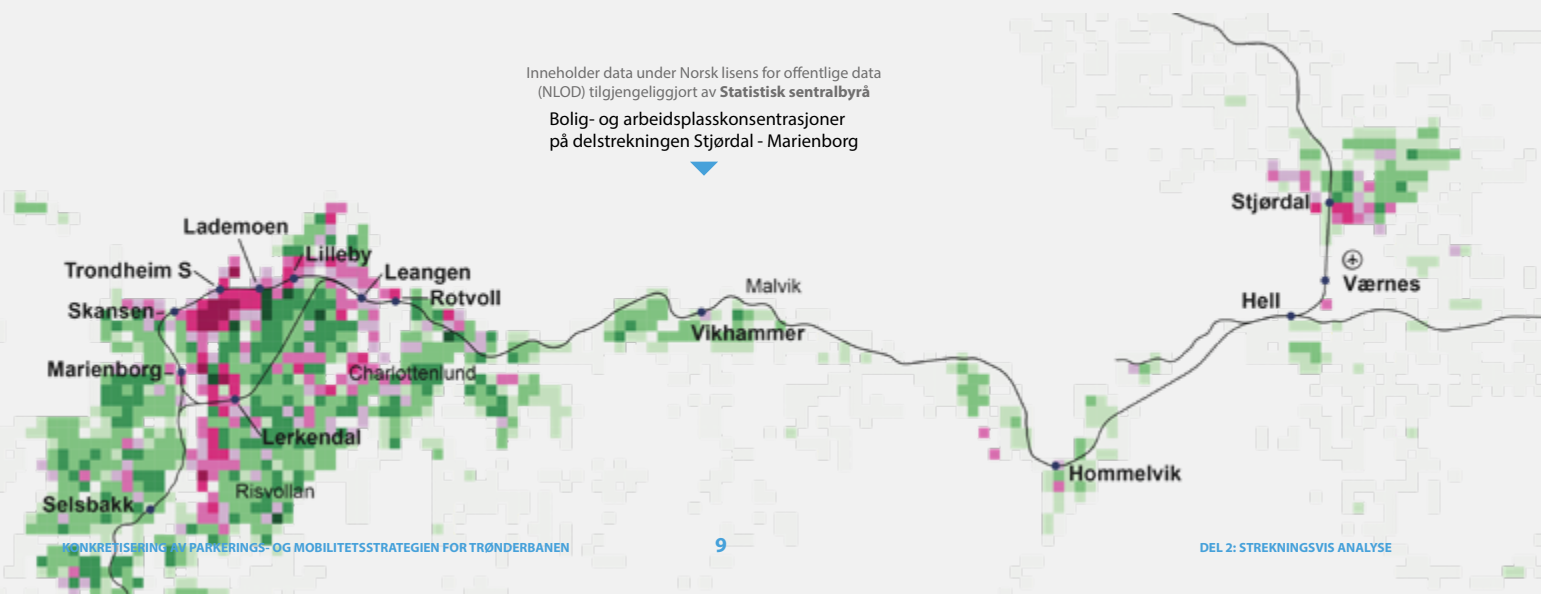 Inneholder data under Norsk lisens for offentlige data
(NLOD) tilgjengeliggjort av Statistisk sentralbyrå
Bolig- og arbeidsplasskonsentrasjoner
på delstrekningen Stjørdal - Marienborg
Stjørdal
Lademoen
Lilleby
Trondheim S
Leangen
Værnes
Malvik
Rotvoll
Hell
Skansen
Vikhammer
Marienborg
Charlottenlund
Lerkendal
Hommelvik
Risvollan
Selsbakk
KONKRETISERING AV PARKERINGS- OG MOBILITETSSTRATEGIEN FOR TRØNDERBANEN
9
DEL 2: STREKNINGSVIS ANALYSE